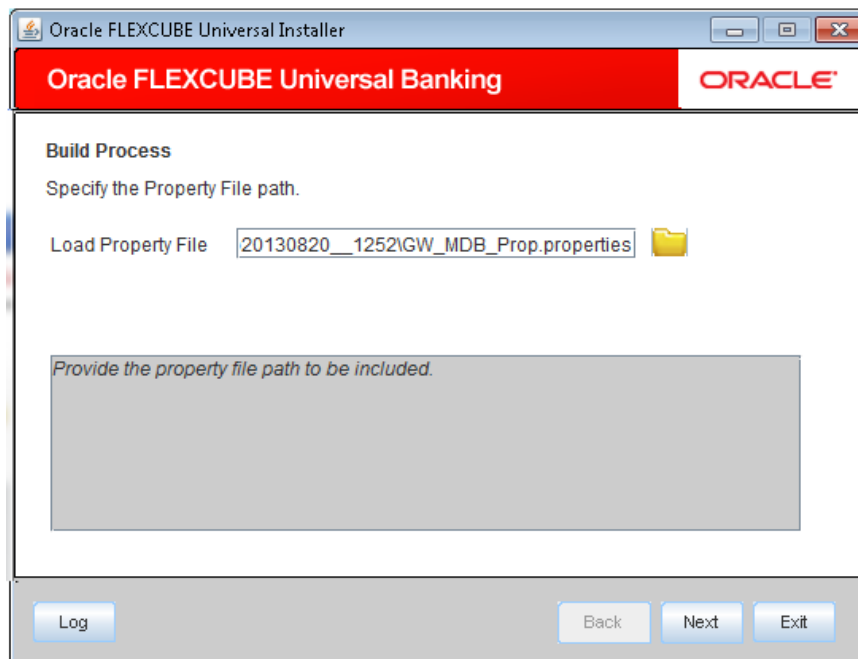 Oracle FLEXCUBE Universal Installer
Oracle FLEXCUBE Universal Banking
ORACLE
Build Process
Specify the Property File path.
Load Property File 20130820__1252\GW_MDB_Prop.properties
Provide the property file path to be included.
Log Back Next Exit